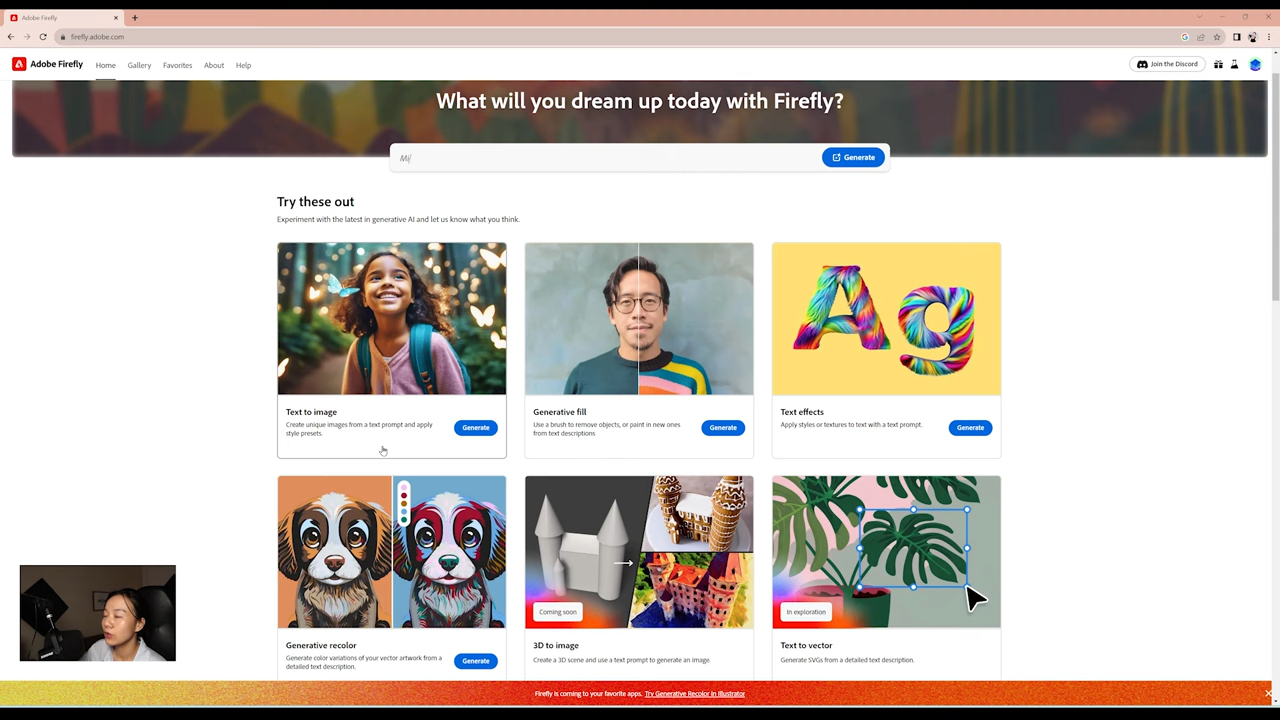 Adobe Firefly
firefly.adobe.com
Adobe Firefly
Home
Gallery
Favorites
About
Help
Join the Discord
What will you dream up today with Firefly?
Mi
Generate
Try these out
Experiment with the latest in generative AI and let us know what you think.
Ag
Text to image
Create unique images from a text prompt and apply
style presets.
Generate
Generative fill
Use a brush to remove objects, or paint in new ones
from text descriptions
Generate
Text effects
Apply styles or textures to text with a text prompt.
Generate
Generative recolor
Generate color variations of your vector artwork from a
detailed text description.
Generate
Coming soon
3D to image
Create a 3D scene and use a text prompt to generate an image.
In exploration
Text to vector
Generate SVGs from a detailed text description.
Firefly is coming to your favorite apps. Try Generative Recolor in Illustrator